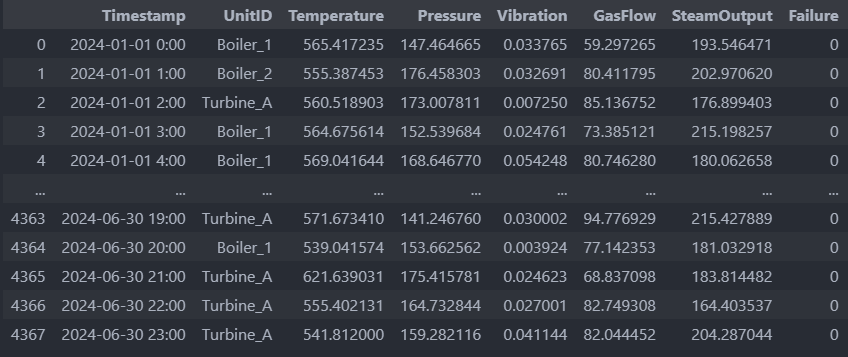 Timestamp UnitID Temperature Pressure Vibration GasFlow SteamOutput Failure
0 2024-01-01 0:00 Boiler_1 565.417235 147.464665 0.033765 59.297265 193.546471 0
1 2024-01-01 1:00 Boiler_2 555.387453 176.458303 0.032691 80.411795 202.970620 0
2 2024-01-01 2:00 Turbine_A 560.518903 173.007811 0.007250 85.136752 176.899403 0
3 2024-01-01 3:00 Boiler_1 564.675614 152.539684 0.024761 73.385121 215.198257 0
4 2024-01-01 4:00 Boiler_1 569.041644 168.646770 0.054248 80.746280 180.062658 0
... ... ... ... ... ... ... ... ...
4363 2024-06-30 19:00 Turbine_A 571.673410 141.246760 0.030002 94.776929 215.427889 0
4364 2024-06-30 20:00 Boiler_1 539.041574 153.662562 0.003924 77.142353 181.032918 0
4365 2024-06-30 21:00 Turbine_A 621.639031 175.415781 0.024623 68.837098 183.814482 0
4366 2024-06-30 22:00 Turbine_A 555.402131 164.732844 0.027001 82.749308 164.403537 0
4367 2024-06-30 23:00 Turbine_A 541.812000 159.282116 0.041144 82.044452 204.287044 0